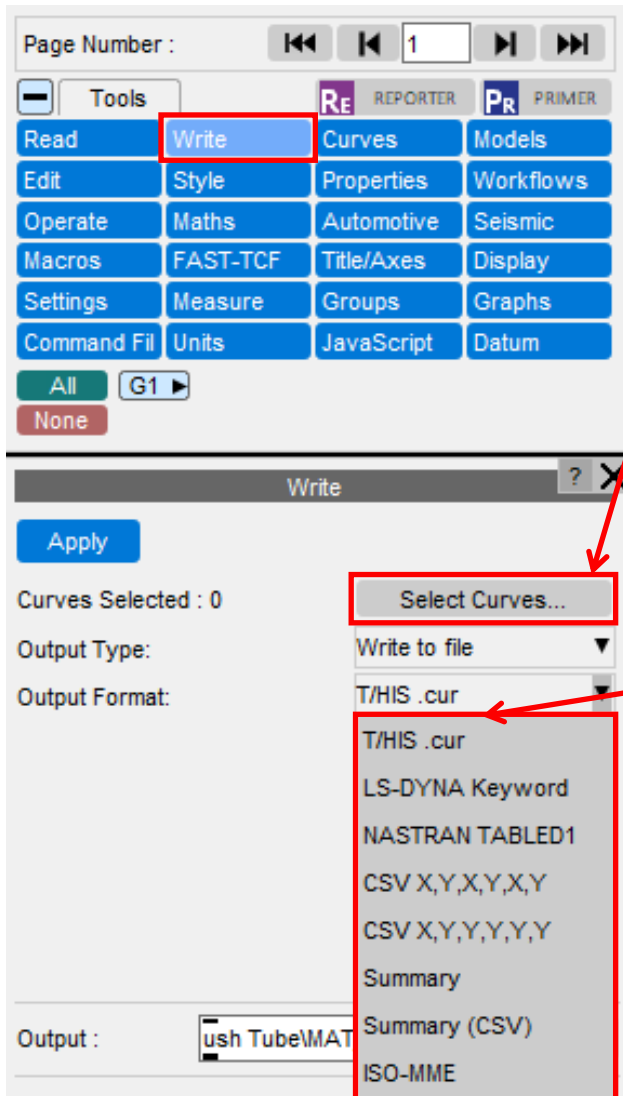 Page Number : 1
Tools RE REPORTER PR PRIMER
Read Write Curves Models
Edit Style Properties Workflows
Operate Maths Automotive Seismic
Macros FAST-TCF Title/Axes Display
Settings Measure Groups Graphs
Command Fil Units JavaScript Datum
All G1
None
Write ? X
Apply
Curves Selected : 0 Select Curves...
Output Type: Write to file
Output Format: T/HIS .cur
T/HIS .cur
LS-DYNA Keyword
NASTRAN TABLED1
CSV X,Y,X,Y,X,Y
CSV X,Y,Y,Y,Y,Y
Summary
Summary (CSV)
Output : ush Tube\MAT
ISO-MME